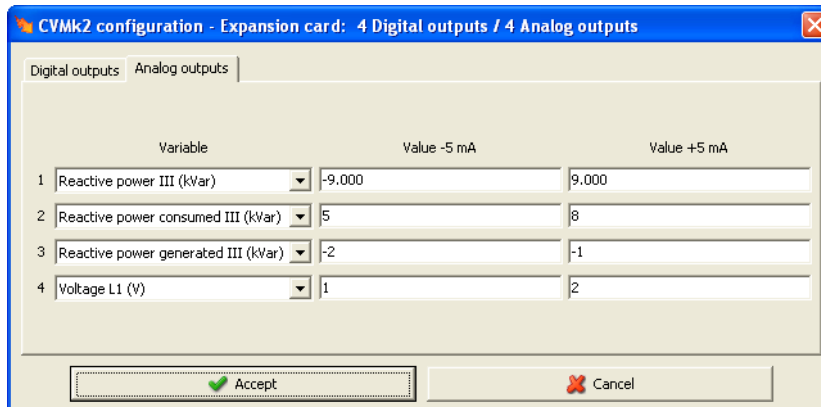 CVMk2 configuration - Expansion card: 4 Digital outputs / 4 Analog outputs
Digital outputs Analog outputs
Variable Value -5 mA Value +5 mA
1 Reactive power III (kVar) -9.000 9.000
2 Reactive power consumed III (kVar) 5 8
3 Reactive power generated III (kVar) -2 -1
4 Voltage L1 (V) 1 2
Accept Cancel